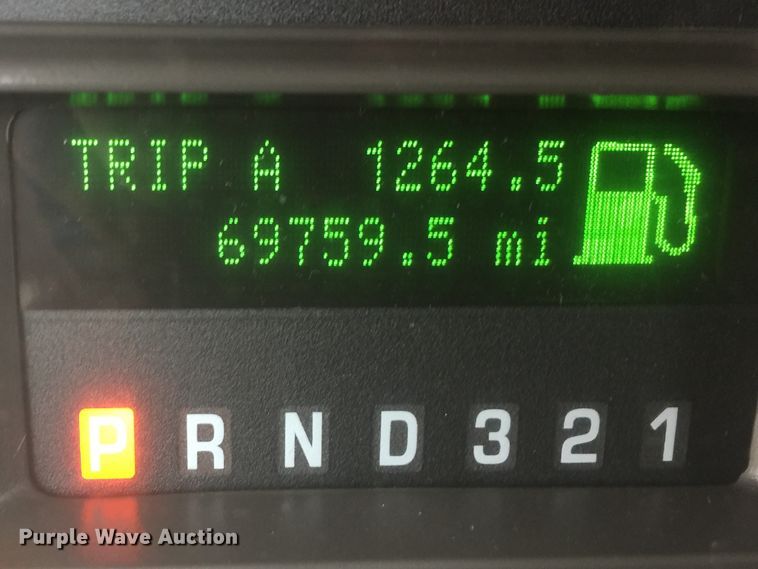 TRIP A 1264.5
69759.5 mi
P R N D 3 2 1
Purple Wave Auction